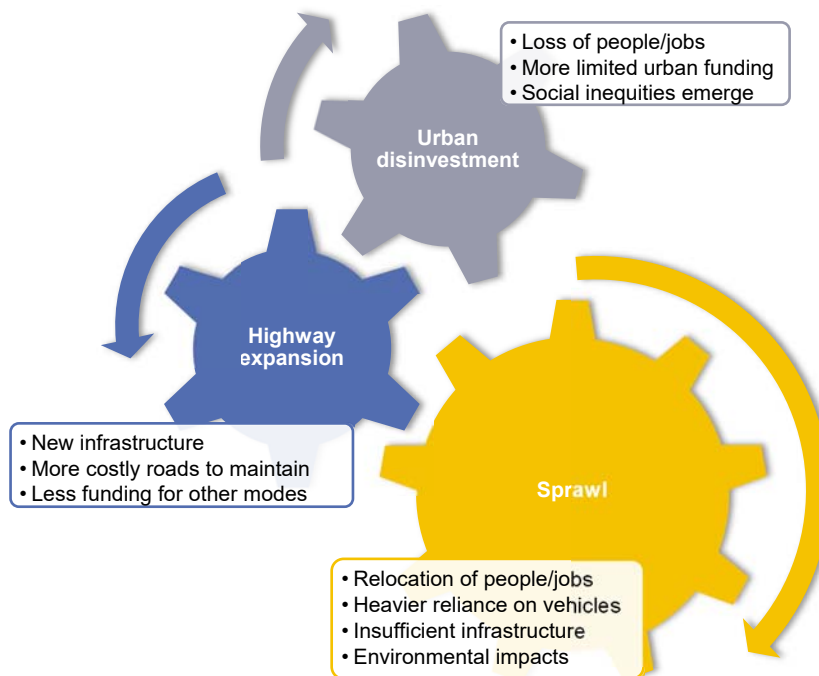 • Loss of people/jobs
• More limited urban funding
• Social inequities emerge
Urban
disinvestment
Highway
expansion
• New infrastructure
• More costly roads to maintain
• Less funding for other modes
Sprawl
• Relocation of people/jobs
• Heavier reliance on vehicles
• Insufficient infrastructure
• Environmental impacts